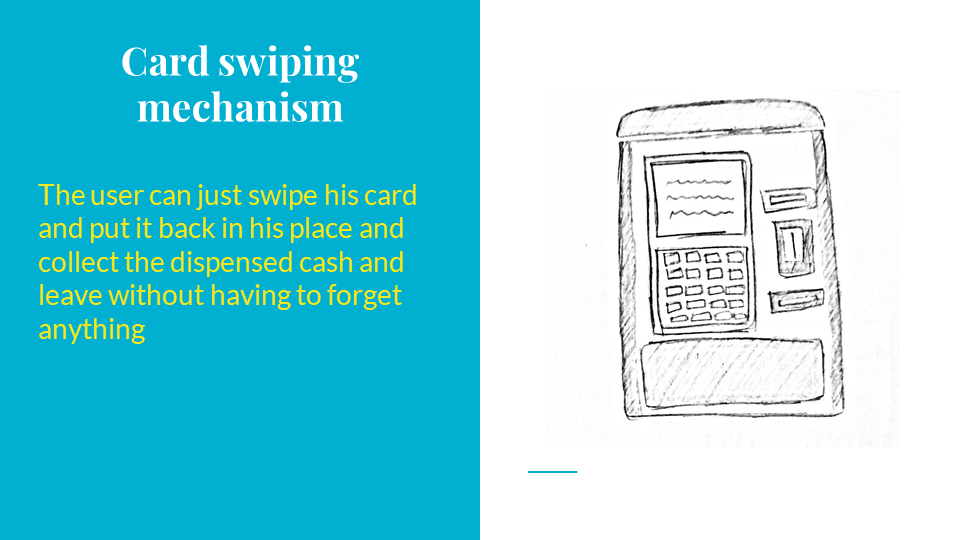 Card swiping
mechanism
The user can just swipe his card
and put it back in his place and
collect the dispensed cash and
leave without having to forget
anything